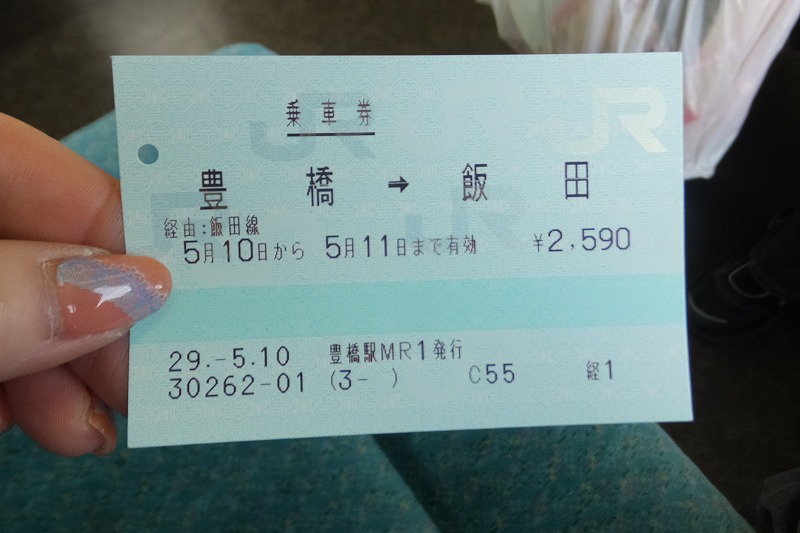 乗車券
豊橋 → 飯田
経由:飯田線
5月10日から 5月11日まで有効 ¥2,590
29.-5.10 豊橋駅MR1発行
30262-01 (3- ) C55 経1
JR
JR
JR